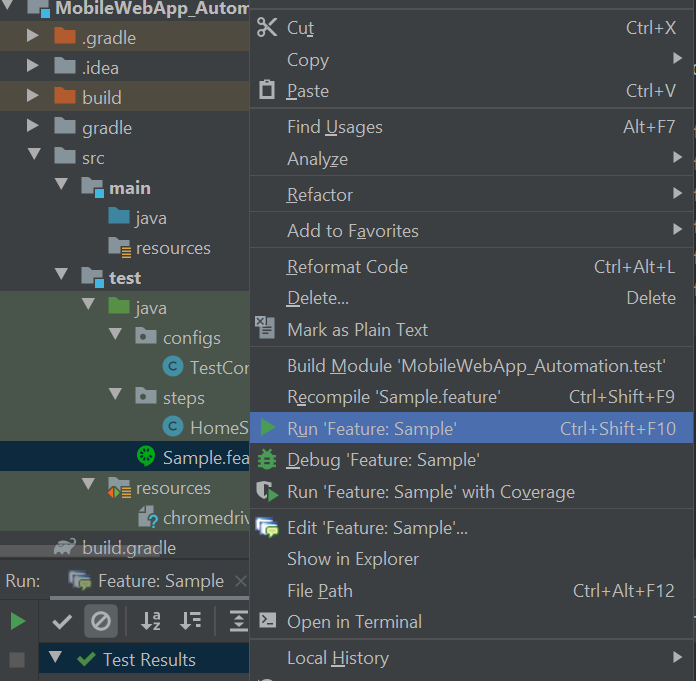 MobileWebApp_Autom
.gradle
.idea
build
gradle
src
main
java
resources
test
java
configs
TestCor
steps
HomeS
Sample.fea
resources
chromedriv
build.gradle
Run: Feature: Sample
Test Results
Cut Ctrl+X
Copy
Paste Ctrl+V
Find Usages Alt+F7
Analyze
Refactor
Add to Favorites
Reformat Code Ctrl+Alt+L
Delete... Delete
Mark as Plain Text
Build Module 'MobileWebApp_Automation.test'
Recompile 'Sample.feature' Ctrl+Shift+F9
Run 'Feature: Sample' Ctrl+Shift+F10
Debug 'Feature: Sample'
Run 'Feature: Sample' with Coverage
Edit 'Feature: Sample'...
Show in Explorer
File Path Ctrl+Alt+F12
Open in Terminal
Local History